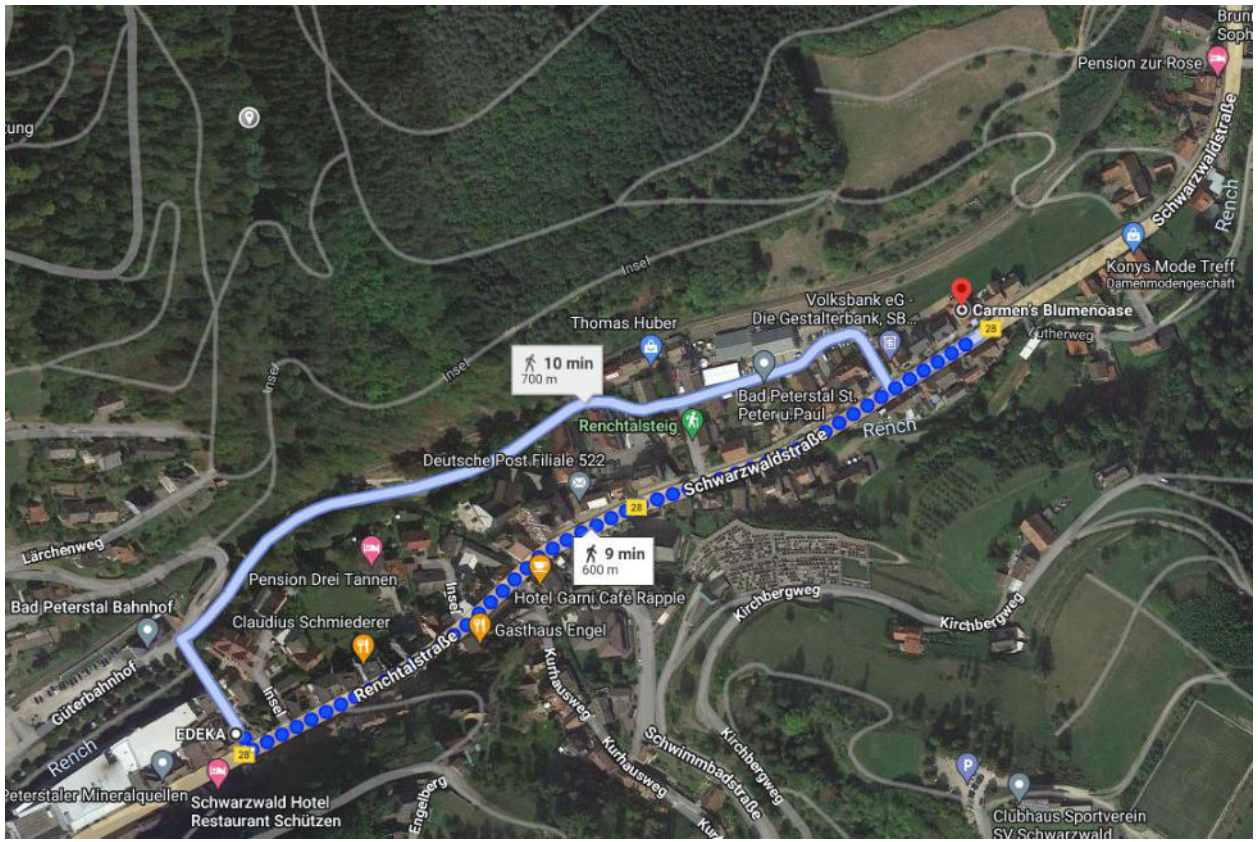 Brunn
Soph
Pension zur Rose
tung
Schwarzwaldstraße
Rench
Konys Mode Treff
Damenmodengeschäft
Insel
Volksbank eG -
Die Gestalterbank, SB...
Carmen's Blumenoase
28
Lutherweg
Thomas Huber
10 min
700 m
Insel
Insel
Bad Peterstal St.
Peter u.Paul
Renchtalsteig
Rench
Deutsche Post Filiale 522
Schwarzwaldstraße
28
Lärchenweg
9 min
600 m
Pension Drei Tannen
Insel
Hotel Garni Café Räpple
Bad Peterstal Bahnhof
Claudius Schmiederer
Gasthaus Engel
Kirchbergweg
Kirchbergweg
Renchtalstraße
Güterbahnhof
Insel
Kurhausweg
EDEKA
28
Rench
Kurhausweg
Schwimmbadstraße
Kirchbergweg
P
Peterstaler Mineralquellen
Schwarzwald Hotel
Restaurant Schützen
Engelberg
Kurh
Clubhaus Sportverein
SV Schwarzwald